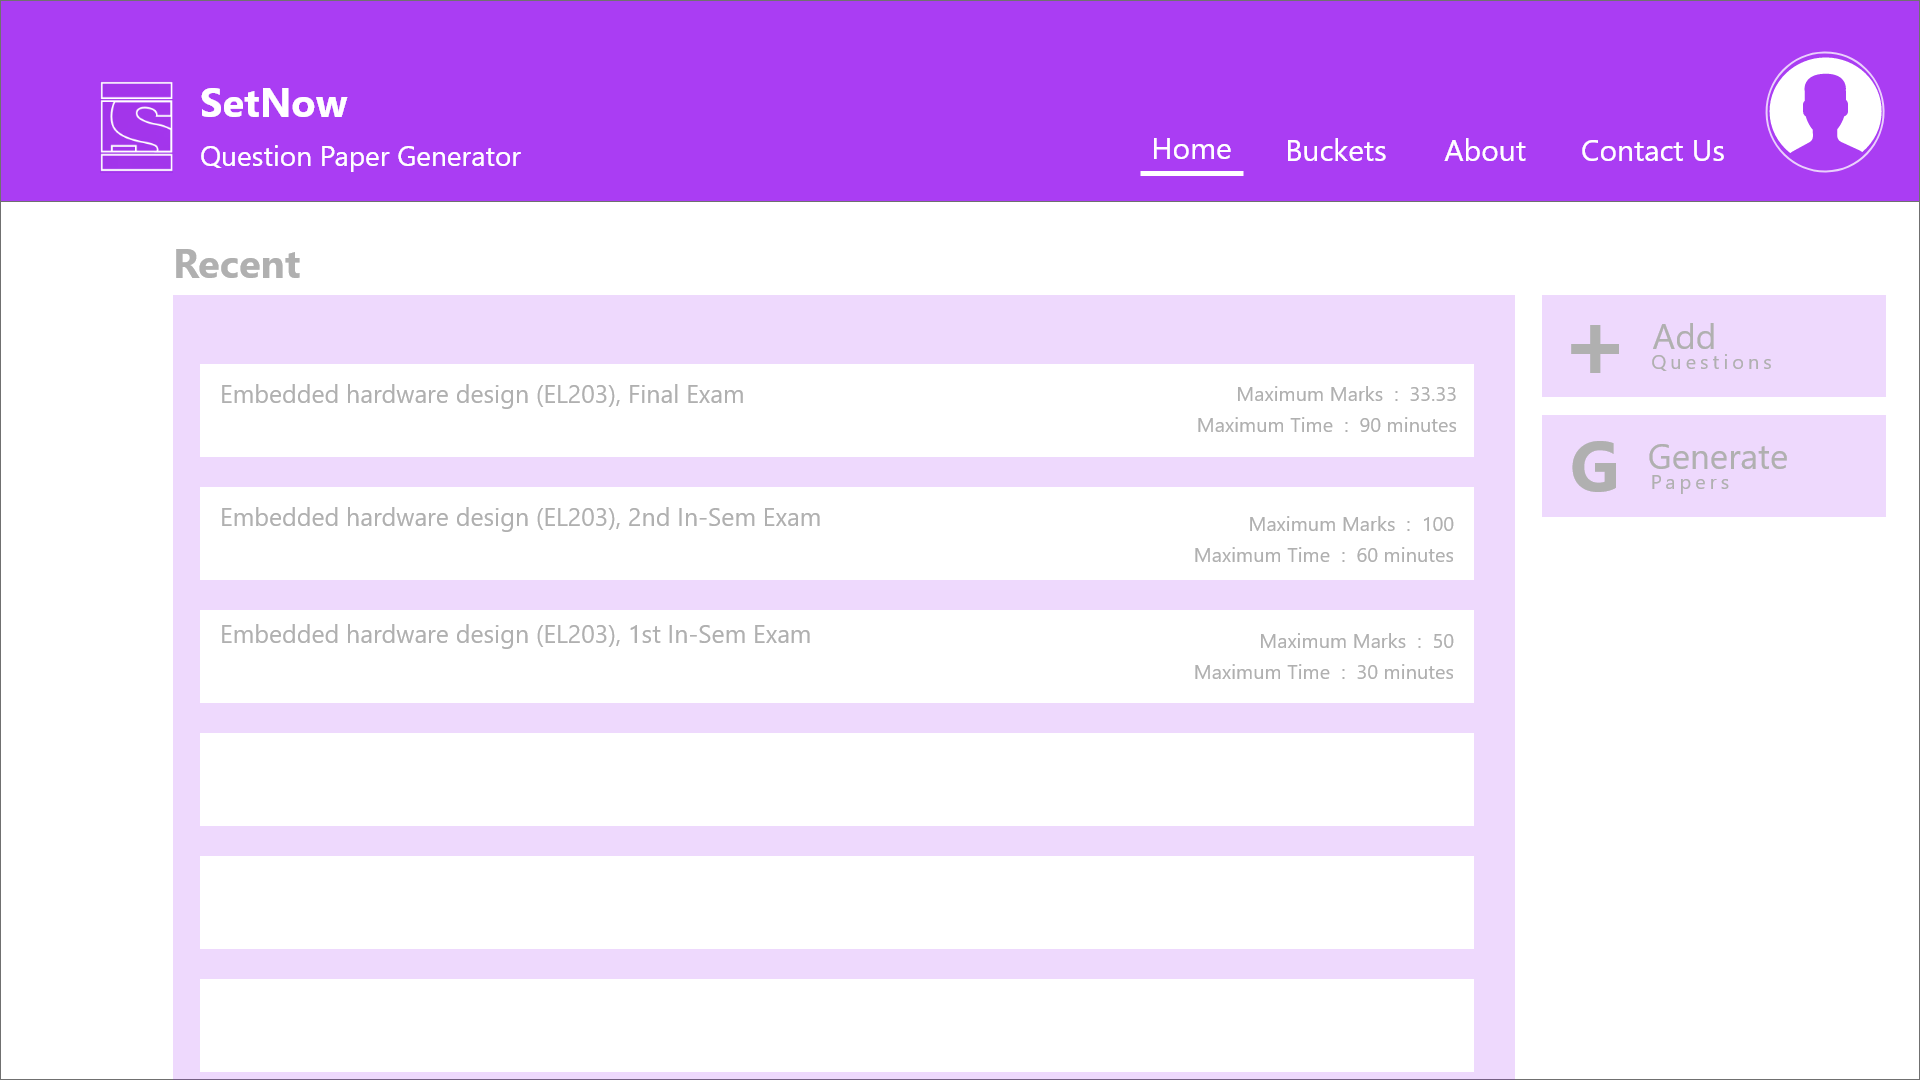 SetNow
Question Paper Generator
Home
Buckets
About
Contact Us
Recent
Embedded hardware design (EL203), Final Exam
Maximum Marks : 33.33
Maximum Time : 90 minutes
Embedded hardware design (EL203), 2nd In-Sem Exam
Maximum Marks : 100
Maximum Time : 60 minutes
Embedded hardware design (EL203), 1st In-Sem Exam
Maximum Marks : 50
Maximum Time : 30 minutes
+ Add
Questions
G Generate
Papers